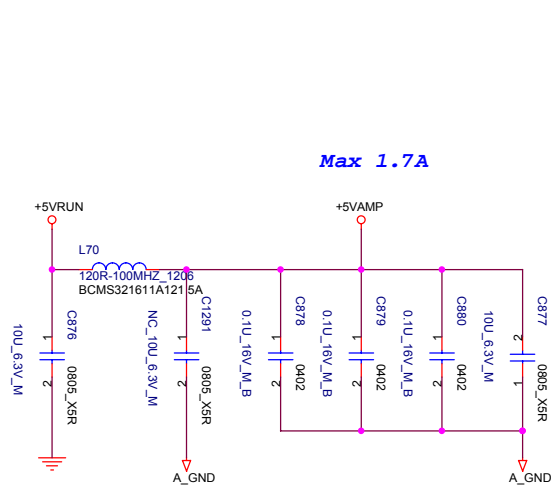 Max 1.7A
+5VRUN
+5VAMP
L70
120R-100MHZ_1206
BCMS321611A121 5A
C876
1
2
10U_6.3V_M
0805_X5R
C1291
1
2
NC_10U_6.3V_M
0805_X5R
C878
1
2
0.1U_16V_M_B
0402
C879
1
2
0.1U_16V_M_B
0402
C880
1
2
0.1U_16V_M_B
0402
C877
2
1
10U_6.3V_M
0805_X5R
A_GND
A_GND